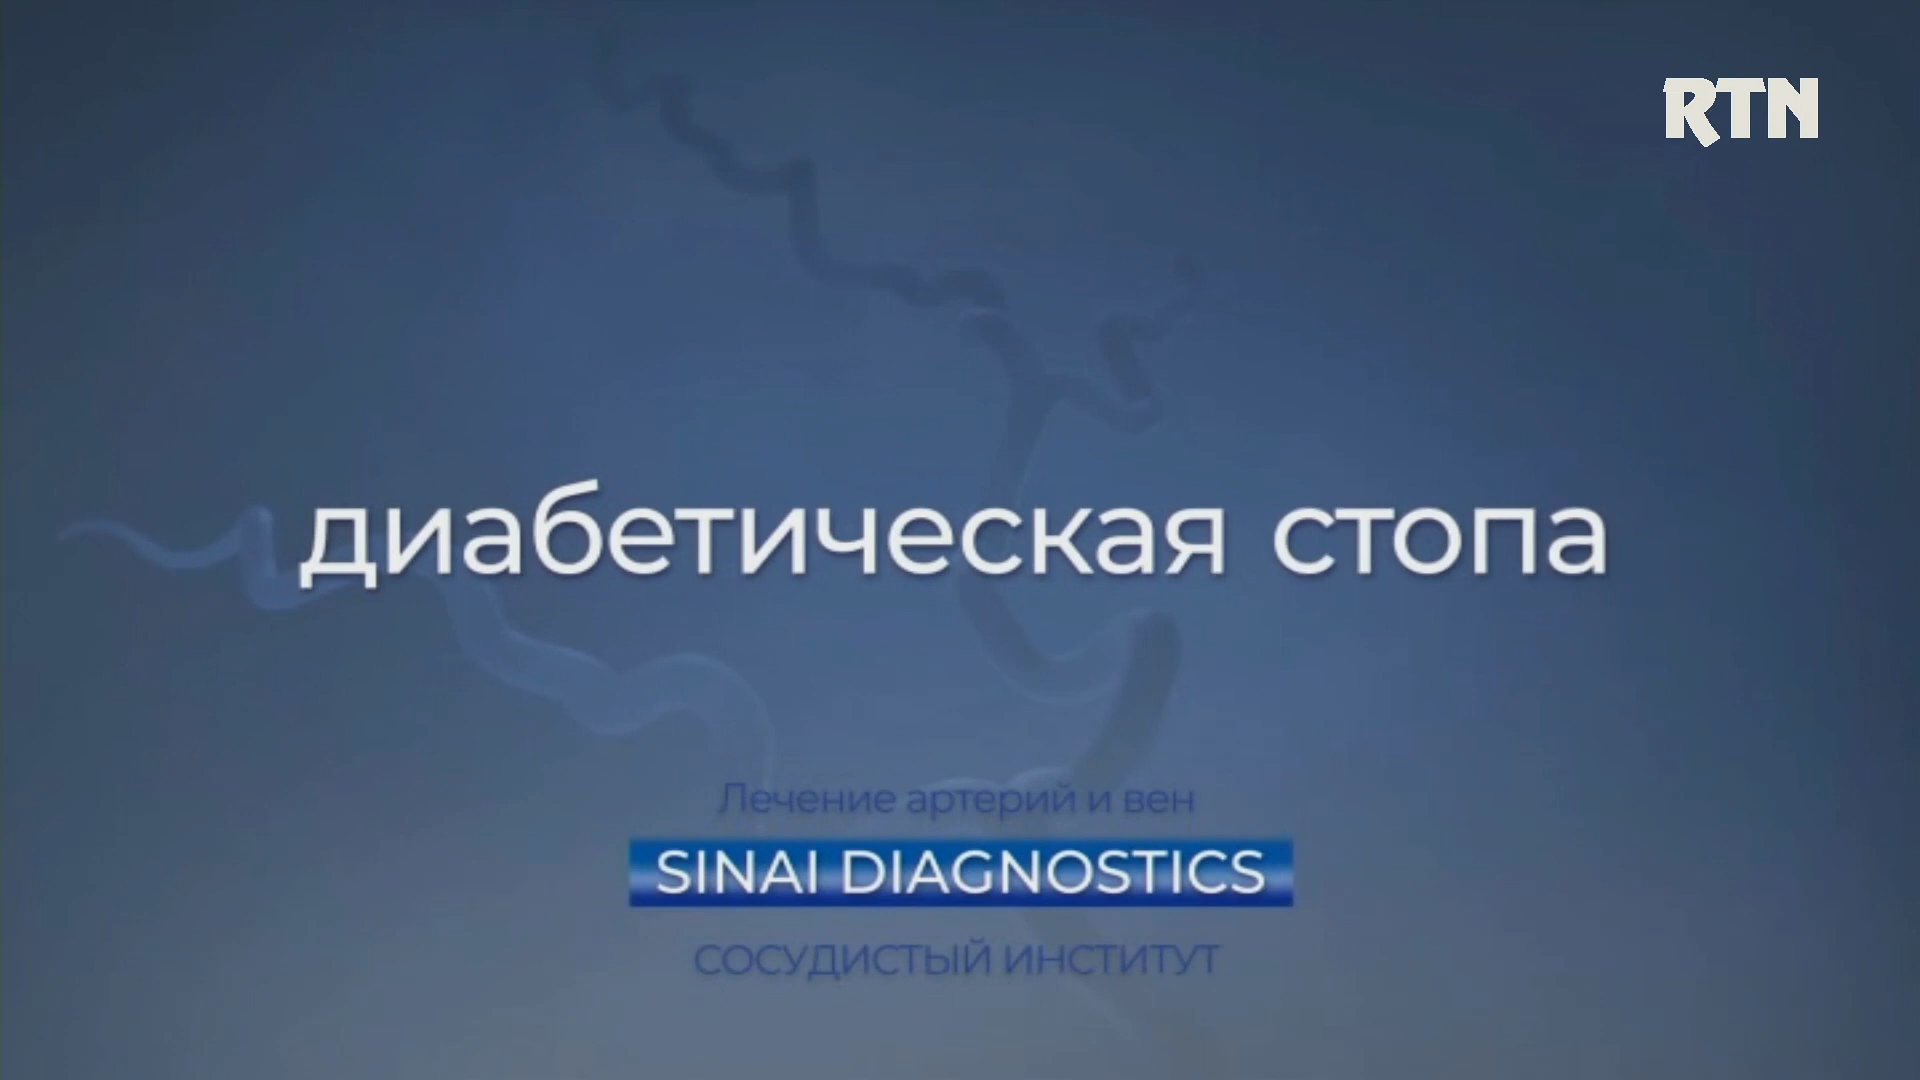 RTN
диабетическая стопа
Лечение артерий и вен
SINAI DIAGNOSTICS
СОСУДИСТЫЙ ИНСТИТУТ